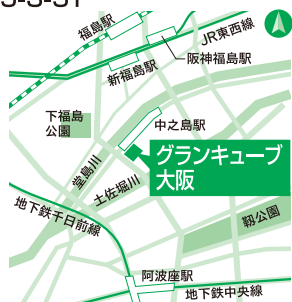 福島駅
JR東西線
阪神福島駅
新福島駅
下福島
公園
中之島駅
グランキューブ
大阪
堂島川
土佐堀川
地下鉄千日前線
靱公園
阿波座駅
地下鉄中央線